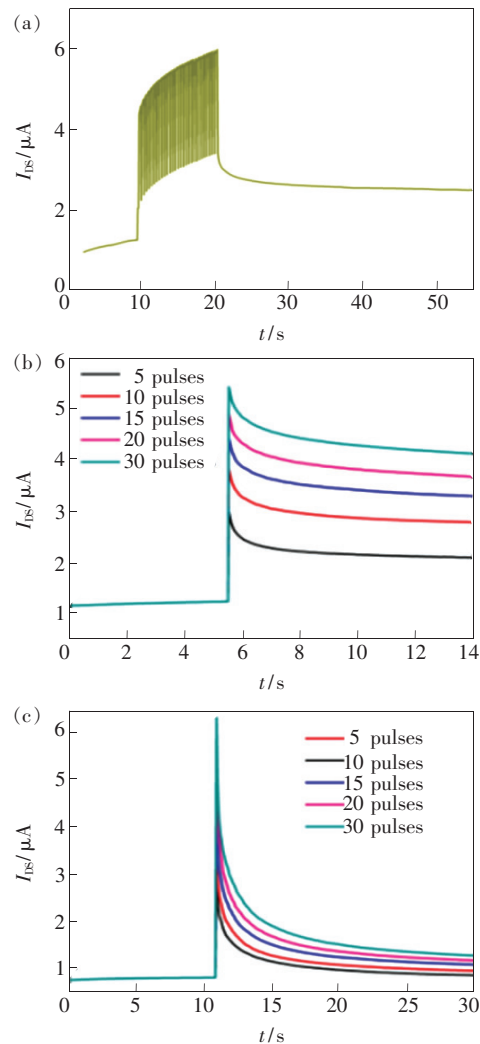 (a)
6
4
2
0
I_DS/μA
0 10 20 30 40 50
t/s
(b)
6
5
4
3
2
1
I_DS/μA
5 pulses
10 pulses
15 pulses
20 pulses
30 pulses
0 2 4 6 8 10 12 14
t/s
(c)
6
5
4
3
2
1
I_DS/μA
5 pulses
10 pulses
15 pulses
20 pulses
30 pulses
0 5 10 15 20 25 30
t/s